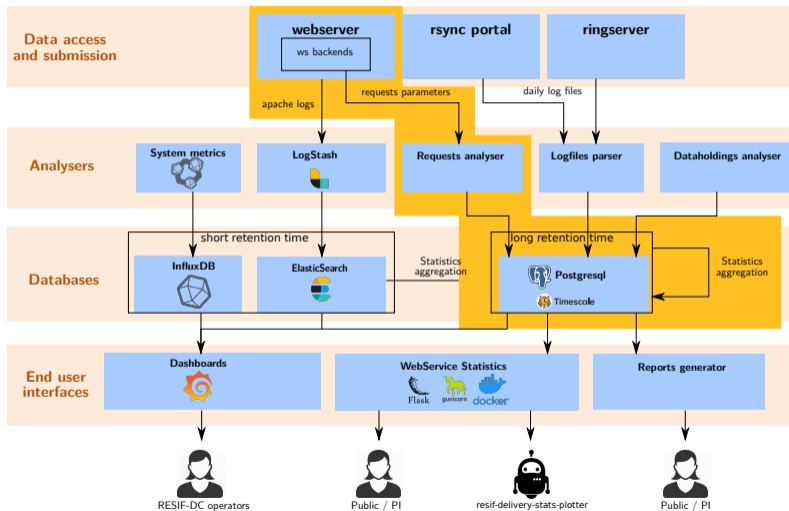 Data access
and submission
webserver
ws backends
rsync portal
ringserver
apache logs
requests parameters
daily log files
Analysers
System metrics
LogStash
Requests analyser
Logfiles parser
Dataholdings analyser
Databases
short retention time
InfluxDB
ElasticSearch
Statistics
aggregation
long retention time
Postgresql
Timescale
Statistics
aggregation
End user
interfaces
Dashboards
WebService Statistics
Flask
gunicorn
docker
Reports generator
RESIF-DC operators
Public / PI
resif-delivery-stats-plotter
Public / PI